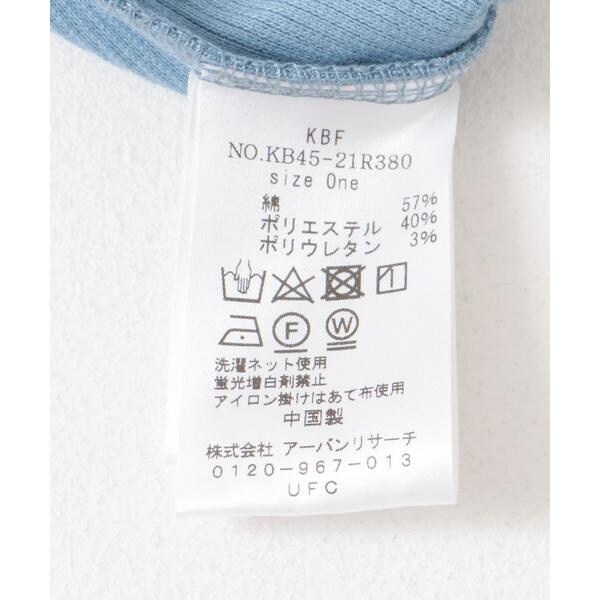 KBF
NO.KB45-21R380
size One
綿 57%
ポリエステル 40%
ポリウレタン 3%
F W
洗濯ネット使用
蛍光増白剤禁止
アイロン掛けはあて布使用
中国製
株式会社 アーバンリサーチ
0120-967-013
UFC